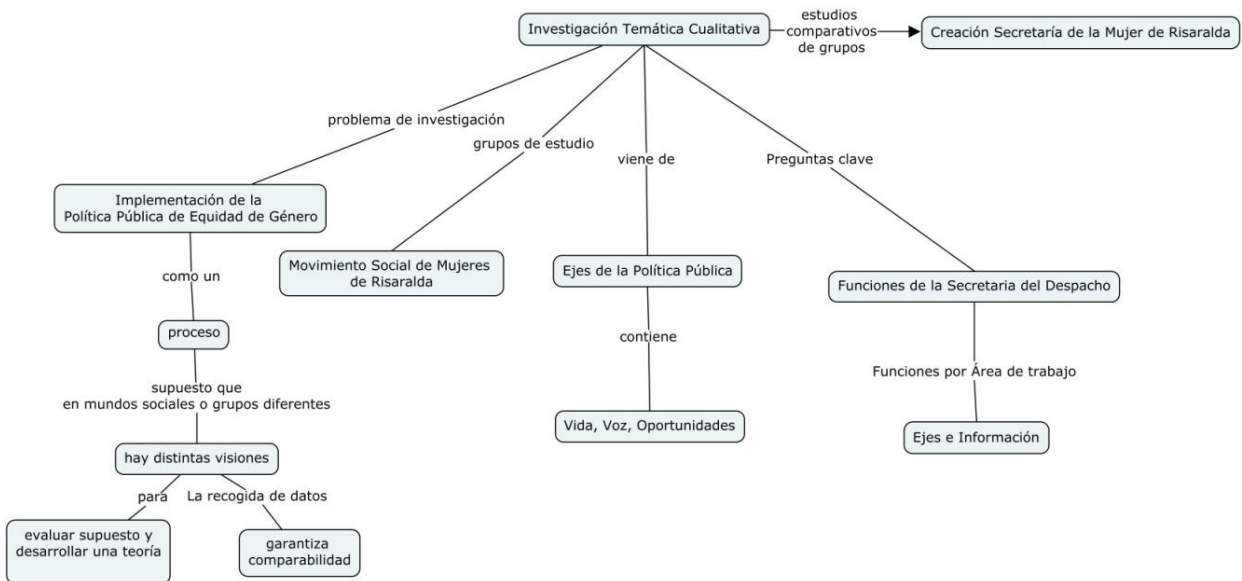 Investigación Temática Cualitativa
estudios
comparativos
de grupos
Creación Secretaría de la Mujer de Risaralda
problema de investigación
grupos de estudio
viene de
Preguntas clave
Implementación de la
Política Pública de Equidad de Género
Movimiento Social de Mujeres
de Risaralda
Ejes de la Política Pública
Funciones de la Secretaria del Despacho
como un
proceso
contiene
Funciones por Área de trabajo
supuesto que
en mundos sociales o grupos diferentes
Vida, Voz, Oportunidades
Ejes e Información
hay distintas visiones
para
La recogida de datos
evaluar supuesto y
desarrollar una teoría
garantiza
comparabilidad